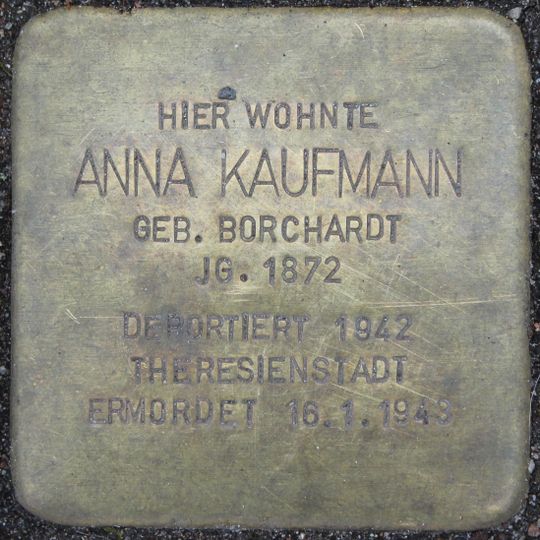 HIER WOHNTE
ANNA KAUFMANN
GEB. BORCHARDT
JG. 1872
DEPORTIERT 1942
THERESIENSTADT
ERMORDET 16.1.1943